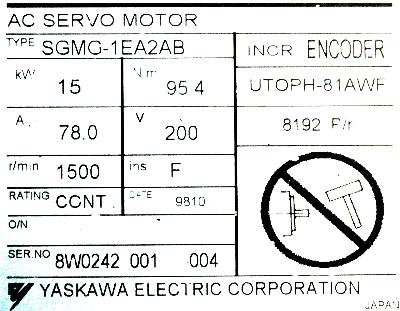 AC SERVO MOTOR
TYPE SGMG-1EA2AB
INCR ENCODER
kW 15 N m 95.4
UTOPH-81AWF
A 78.0 V 200
8192 P/r
r/min 1500 ins F
RATING CONT DATE 9810
O/N
SER.NO 8W0242 001 004
YASKAWA ELECTRIC CORPORATION
JAPAN